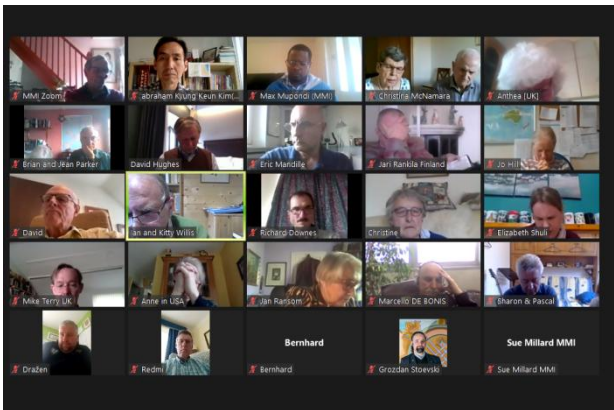 MMI Zoom
abraham Kyung Keun Kim(...
Max Mupondi (MMI)
Christina McNamara
Anthea [UK]
Brian and Jean Parker
David Hughes
Eric Mandille
Jari Rankila Finland
Jo Hill
David
Ian and Kitty Willis
Richard Downes
Christine
Elizabeth Shuli
Mike Terry UK
Anne in USA
Jan Ransom
Marcello DE BONIS
Sharon & Pascal
Dražen
Redmi
Bernhard
Bernhard
Grozdan Stoevski
Sue Millard MMI
Sue Millard MMI